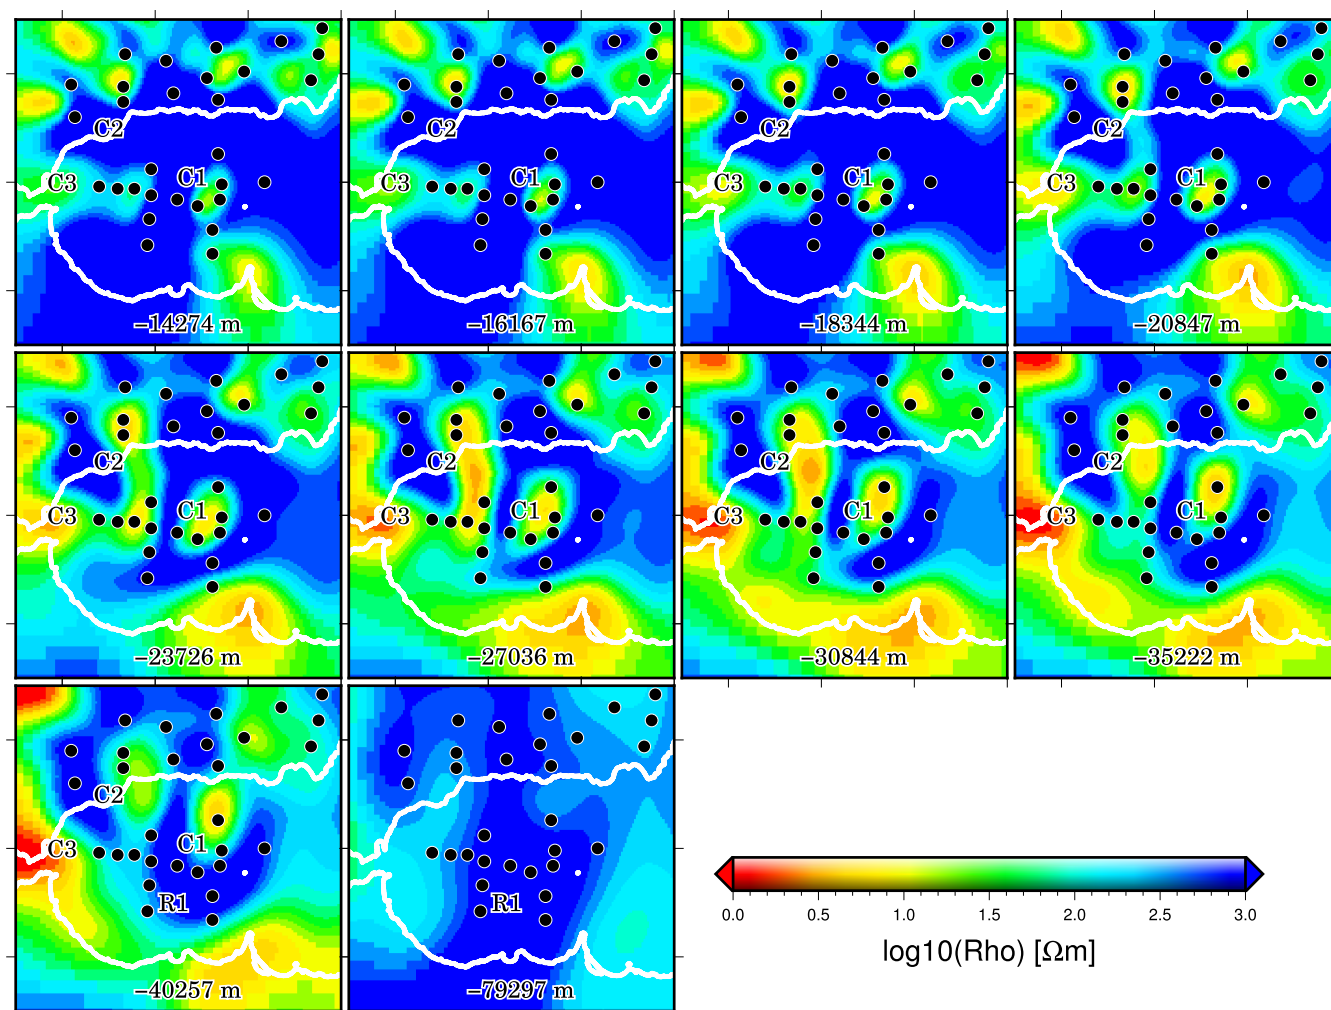 C2
C3
C1
−14274 m
C2
C3
C1
−16167 m
C2
C3
C1
−18344 m
C2
C3
C1
−20847 m
C2
C3
C1
−23726 m
C2
C3
C1
−27036 m
C2
C3
C1
−30844 m
C2
C3
C1
−35222 m
C2
C3
C1
R1
−40257 m
R1
−79297 m
0.0 0.5 1.0 1.5 2.0 2.5 3.0
log10(Rho) [Ωm]